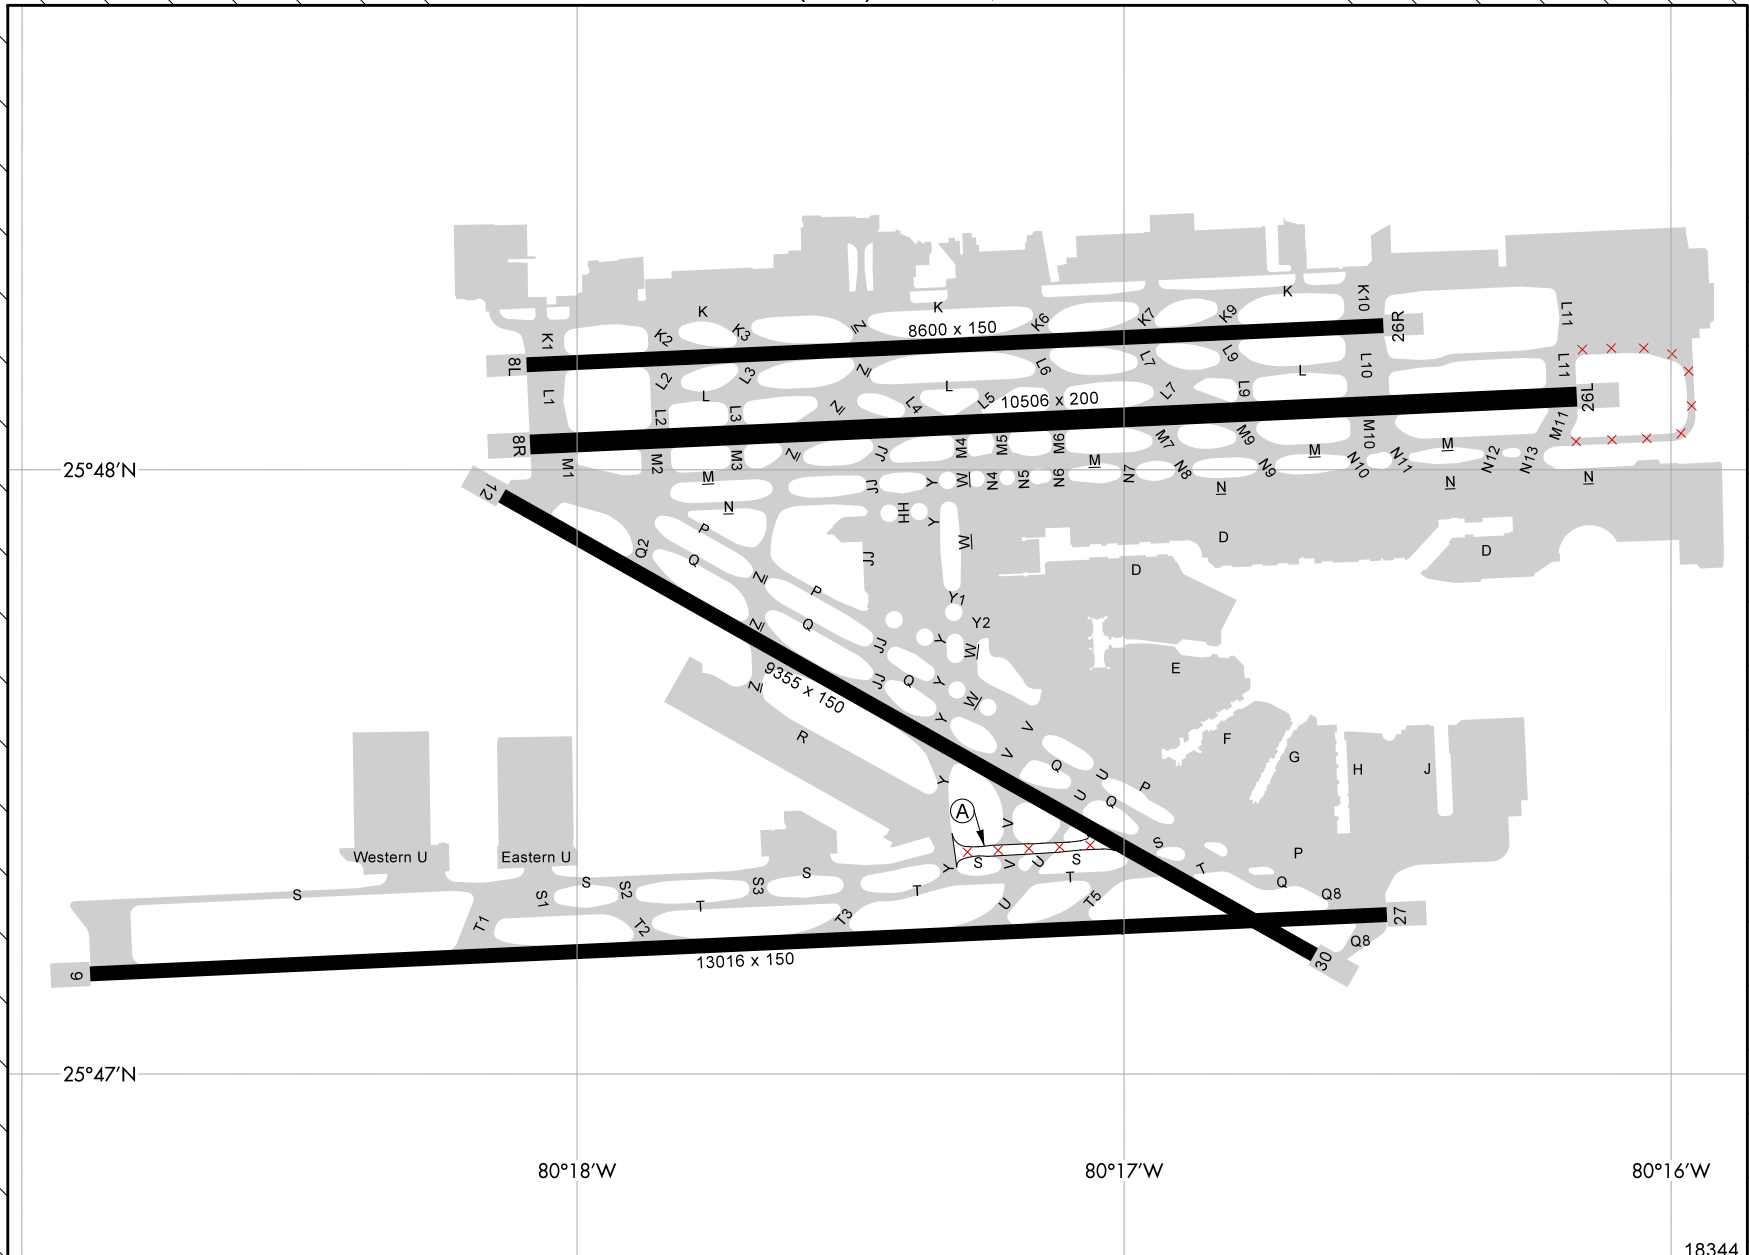 K
K
K
K10
L11
K1
K2
K3
Z
8600 x 150
K6
K7
K9
26R
8L
L2
L3
Z
L6
L7
L9
L10
L11
L
L
L
L1
L2
L3
Z
L4
L5
10506 x 200
L7
L9
26L
8R
M1
M2
M3
Z
JJ
M4
M5
M6
M7
M9
M10
M11
M
M
M
M
25°48′N
JJ
Y
W
N4
N5
N6
N7
N8
N9
N10
N11
N12
N13
12
N
HH
Y
N
N
N
P
Q2
Q
JJ
W
D
D
D
Z
P
Y1
Z
Q
Y2
JJ
Y
W
E
Z
9355 x 150
JJ
Q
Y
W
Y
V
R
V
F
G
H
J
Q
U
Y
U
Q
P
A
V
S
P
Western U
Eastern U
S
V
U
S
Y
T
T
Q
S
S
S
S1
S2
S3
T
T
Q8
T1
T2
T3
U
T5
27
Q8
9
13016 x 150
30
25°47′N
80°18′W
80°17′W
80°16′W
18344